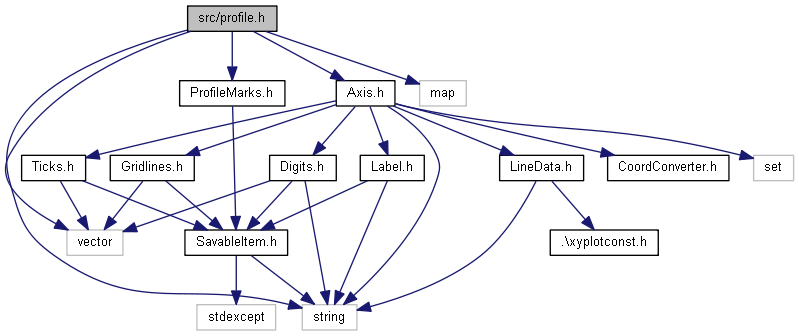 src/profile.h
ProfileMarks.h
Axis.h
map
Ticks.h
Gridlines.h
Digits.h
Label.h
LineData.h
CoordConverter.h
set
vector
SavableItem.h
.\xyplotconst.h
stdexcept
string